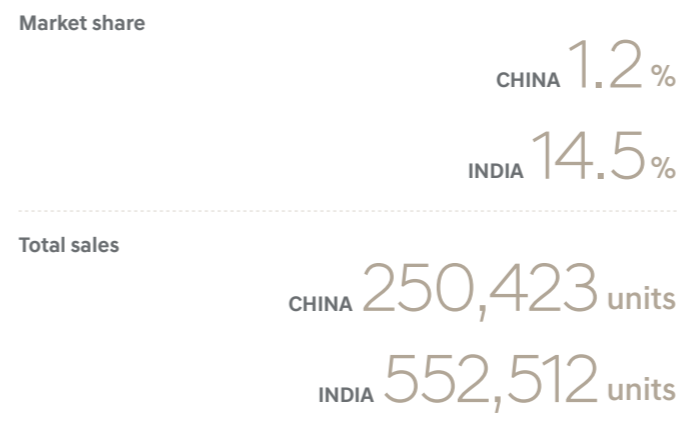 Market share
CHINA 1.2 %
INDIA 14.5 %
Total sales
CHINA 250,423 units
INDIA 552,512 units